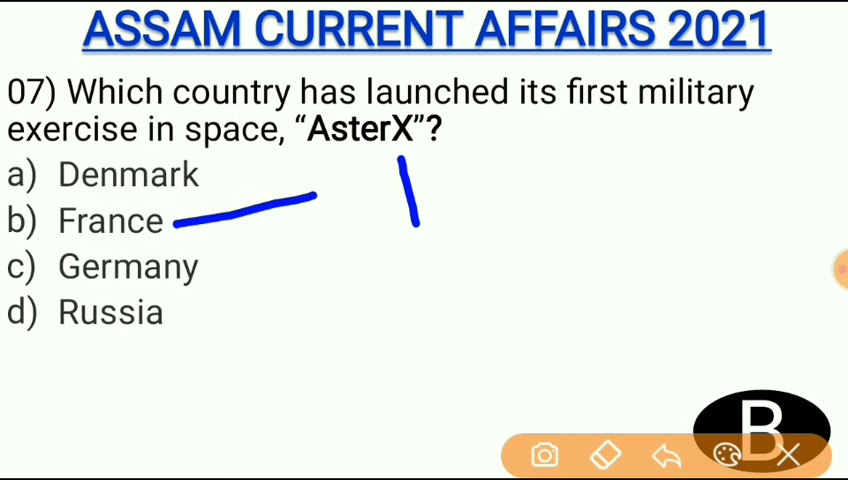 ASSAM CURRENT AFFAIRS 2021
07) Which country has launched its first military
exercise in space, “AsterX”?
a) Denmark
b) France
c) Germany
d) Russia
B